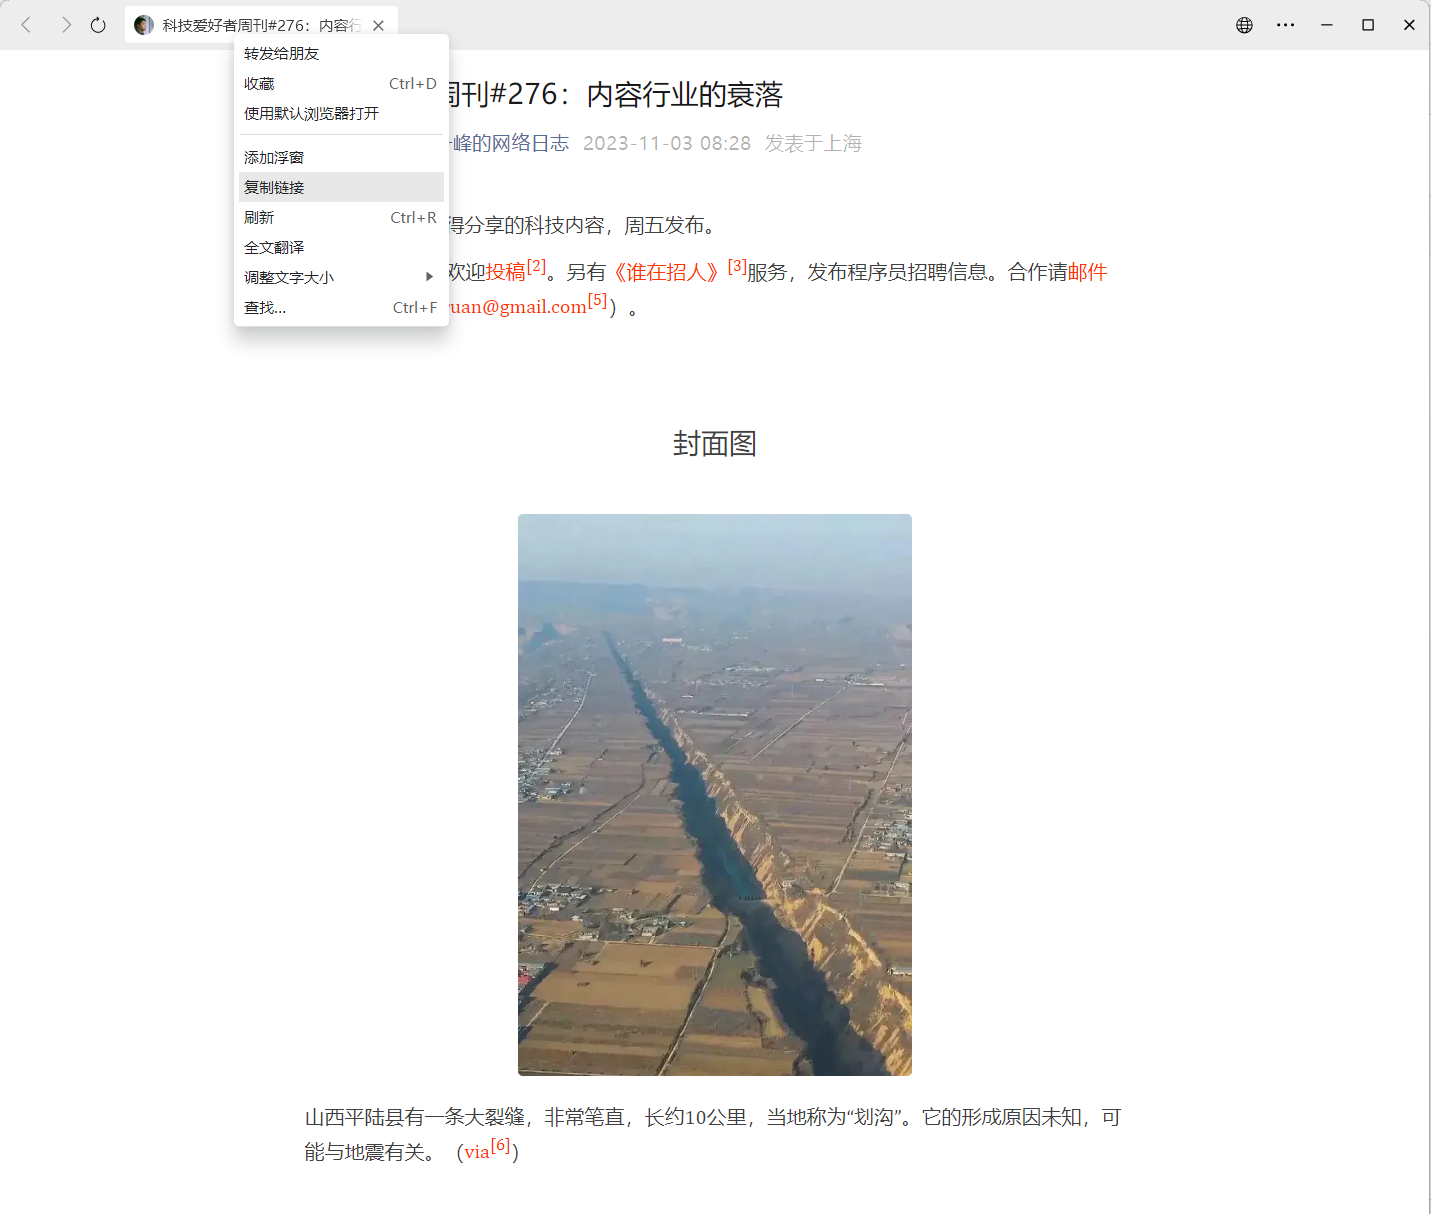 科技爱好者周刊#276：内容行
转发给朋友
收藏 Ctrl+D
使用默认浏览器打开
添加浮窗
复制链接
刷新 Ctrl+R
全文翻译
调整文字大小
查找... Ctrl+F
周刊#276：内容行业的衰落
峰的网络日志 2023-11-03 08:28 发表于上海
得分享的科技内容，周五发布。
欢迎投稿[2]。另有《谁在招人》[3]服务，发布程序员招聘信息。合作请邮件
uan@gmail.com[5]）。
封面图
山西平陆县有一条大裂缝，非常笔直，长约10公里，当地称为“划沟”。它的形成原因未知，可
能与地震有关。（via[6]）